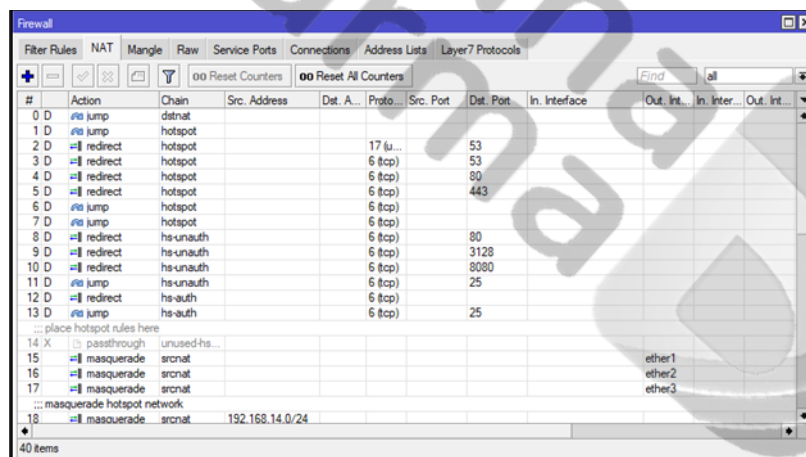 Firewall
Filter Rules NAT Mangle Raw Service Ports Connections Address Lists Layer7 Protocols
00 Reset Counters 00 Reset All Counters Find all
# Action Chain Src. Address Dst. A... Proto... Src. Port Dst. Port In. Interface Out. Int... In. Inter... Out. Int...
0 D jump dstnat
1 D jump hotspot
2 D redirect hotspot 17 (u... 53
3 D redirect hotspot 6 (tcp) 53
4 D redirect hotspot 6 (tcp) 80
5 D redirect hotspot 6 (tcp) 443
6 D jump hotspot 6 (tcp)
7 D jump hotspot 6 (tcp)
8 D redirect hs-unauth 6 (tcp) 80
9 D redirect hs-unauth 6 (tcp) 3128
10 D redirect hs-unauth 6 (tcp) 8080
11 D jump hs-unauth 6 (tcp) 25
12 D redirect hs-auth 6 (tcp)
13 D jump hs-auth 6 (tcp) 25
::: place hotspot rules here
14 X passthrough unused-hs...
15 masquerade srcnat ether1
16 masquerade srcnat ether2
17 masquerade srcnat ether3
::: masquerade hotspot network
18 masquerade srcnat 192.168.14.0/24
40 items